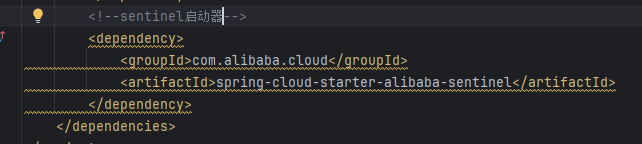 <!--sentinel启动器-->
<dependency>
<groupId>com.alibaba.cloud</groupId>
<artifactId>spring-cloud-starter-alibaba-sentinel</artifactId>
</dependency>
</dependencies>